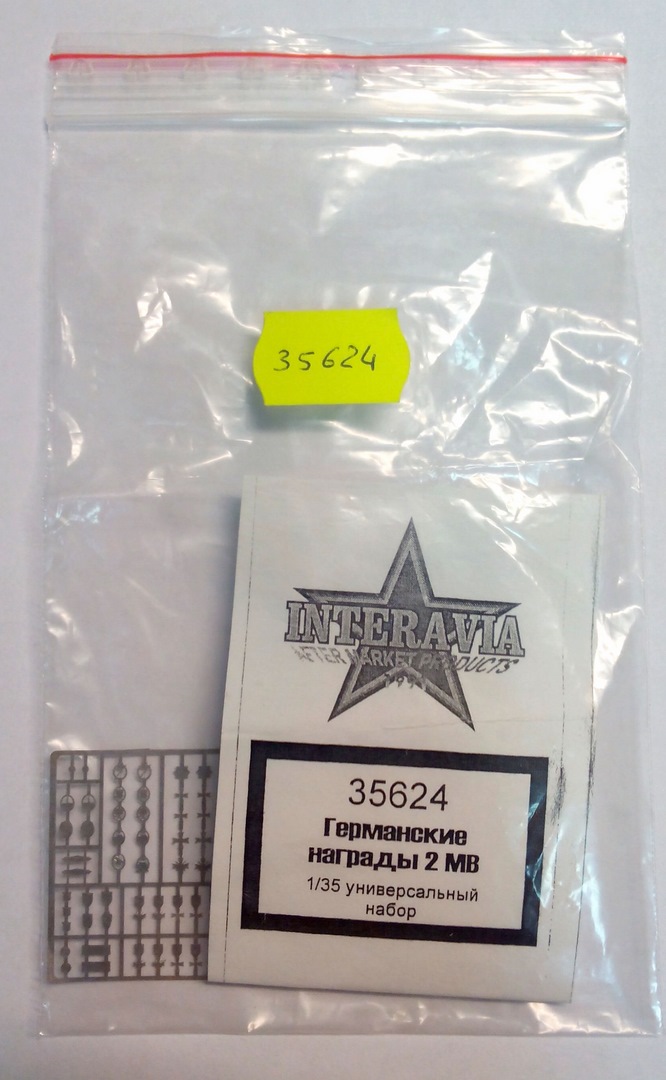 35624
INTERAVIA
AFTER MARKET PRODUCTS
35624
Германские
награды 2 МВ
1/35 универсальный
набор